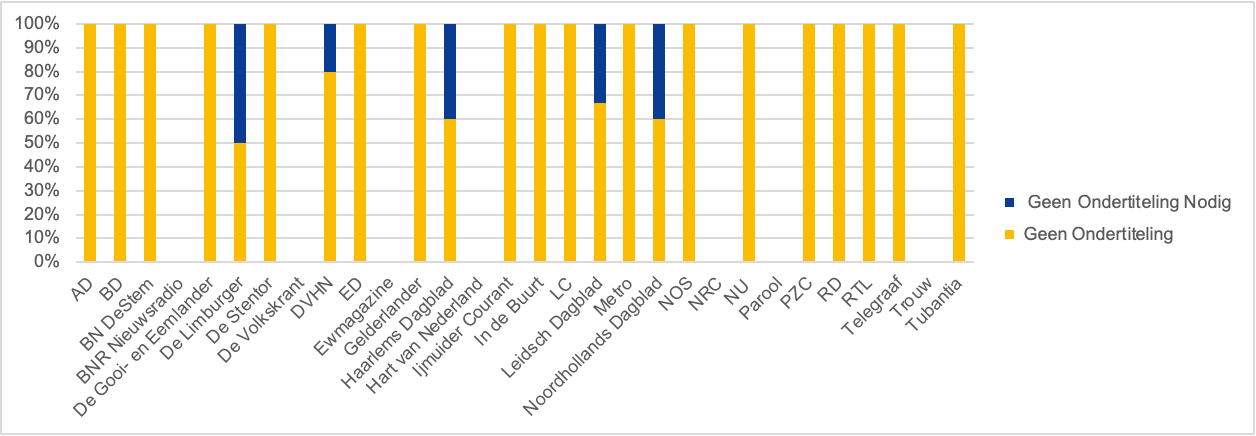 100%
90%
80%
70%
60%
50%
40%
30%
20%
10%
0%
AD
BD
BN DeStem
BNR Nieuwsradio
De Gooi- en Eemlander
De Limburger
De Stentor
De Volkskrant
DVHN
ED
Ewmagazine
Gelderlander
Haarlems Dagblad
Hart van Nederland
Ijmuider Courant
In de Buurt
LC
Leidsch Dagblad
Metro
Noordhollands Dagblad
NOS
NRC
NU
Parool
PZC
RD
RTL
Telegraaf
Trouw
Tubantia
Geen Ondertiteling Nodig
Geen Ondertiteling